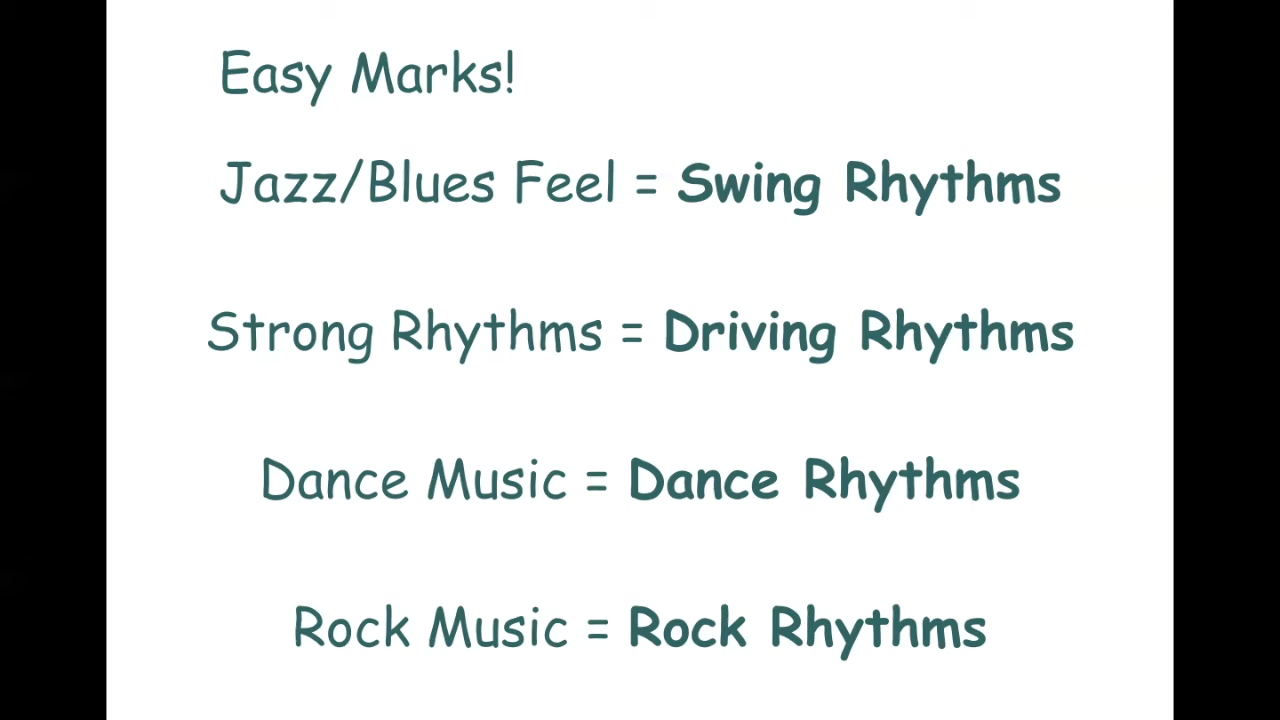 Easy Marks!
Jazz/Blues Feel = Swing Rhythms
Strong Rhythms = Driving Rhythms
Dance Music = Dance Rhythms
Rock Music = Rock Rhythms